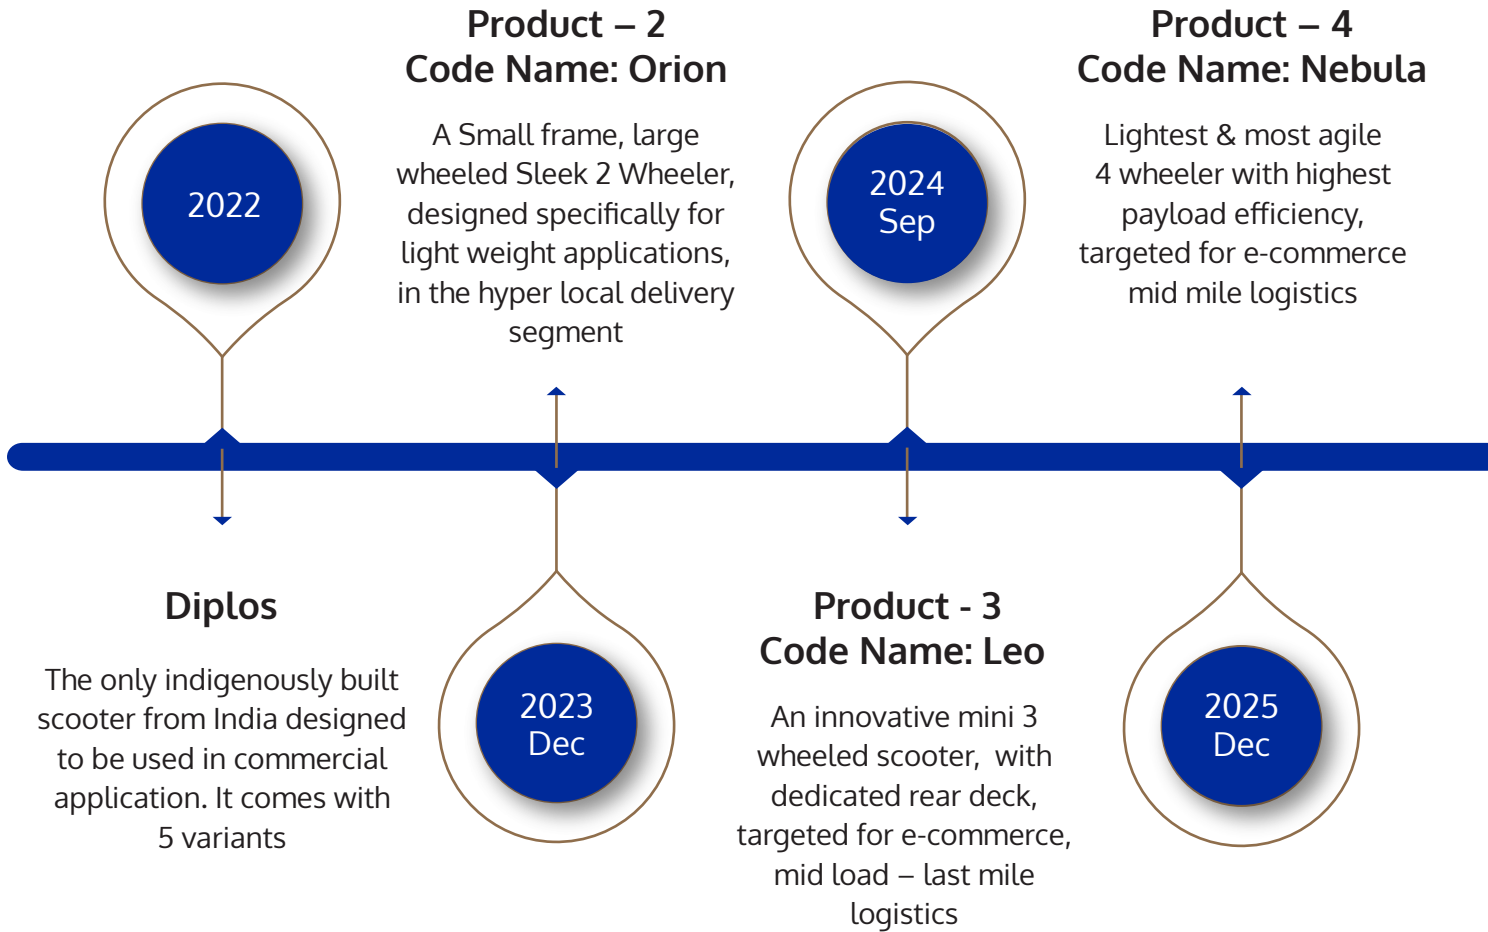 2022
Diplos
The only indigenously built
scooter from India designed
to be used in commercial
application. It comes with
5 variants
Product – 2
Code Name: Orion
A Small frame, large
wheeled Sleek 2 Wheeler,
designed specifically for
light weight applications,
in the hyper local delivery
segment
2023
Dec
2024
Sep
Product - 3
Code Name: Leo
An innovative mini 3
wheeled scooter, with
dedicated rear deck,
targeted for e-commerce,
mid load – last mile
logistics
Product – 4
Code Name: Nebula
Lightest & most agile
4 wheeler with highest
payload efficiency,
targeted for e-commerce
mid mile logistics
2025
Dec